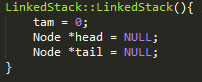 LinkedStack::LinkedStack(){
    tam = 0;
    Node *head = NULL;
    Node *tail = NULL;
}